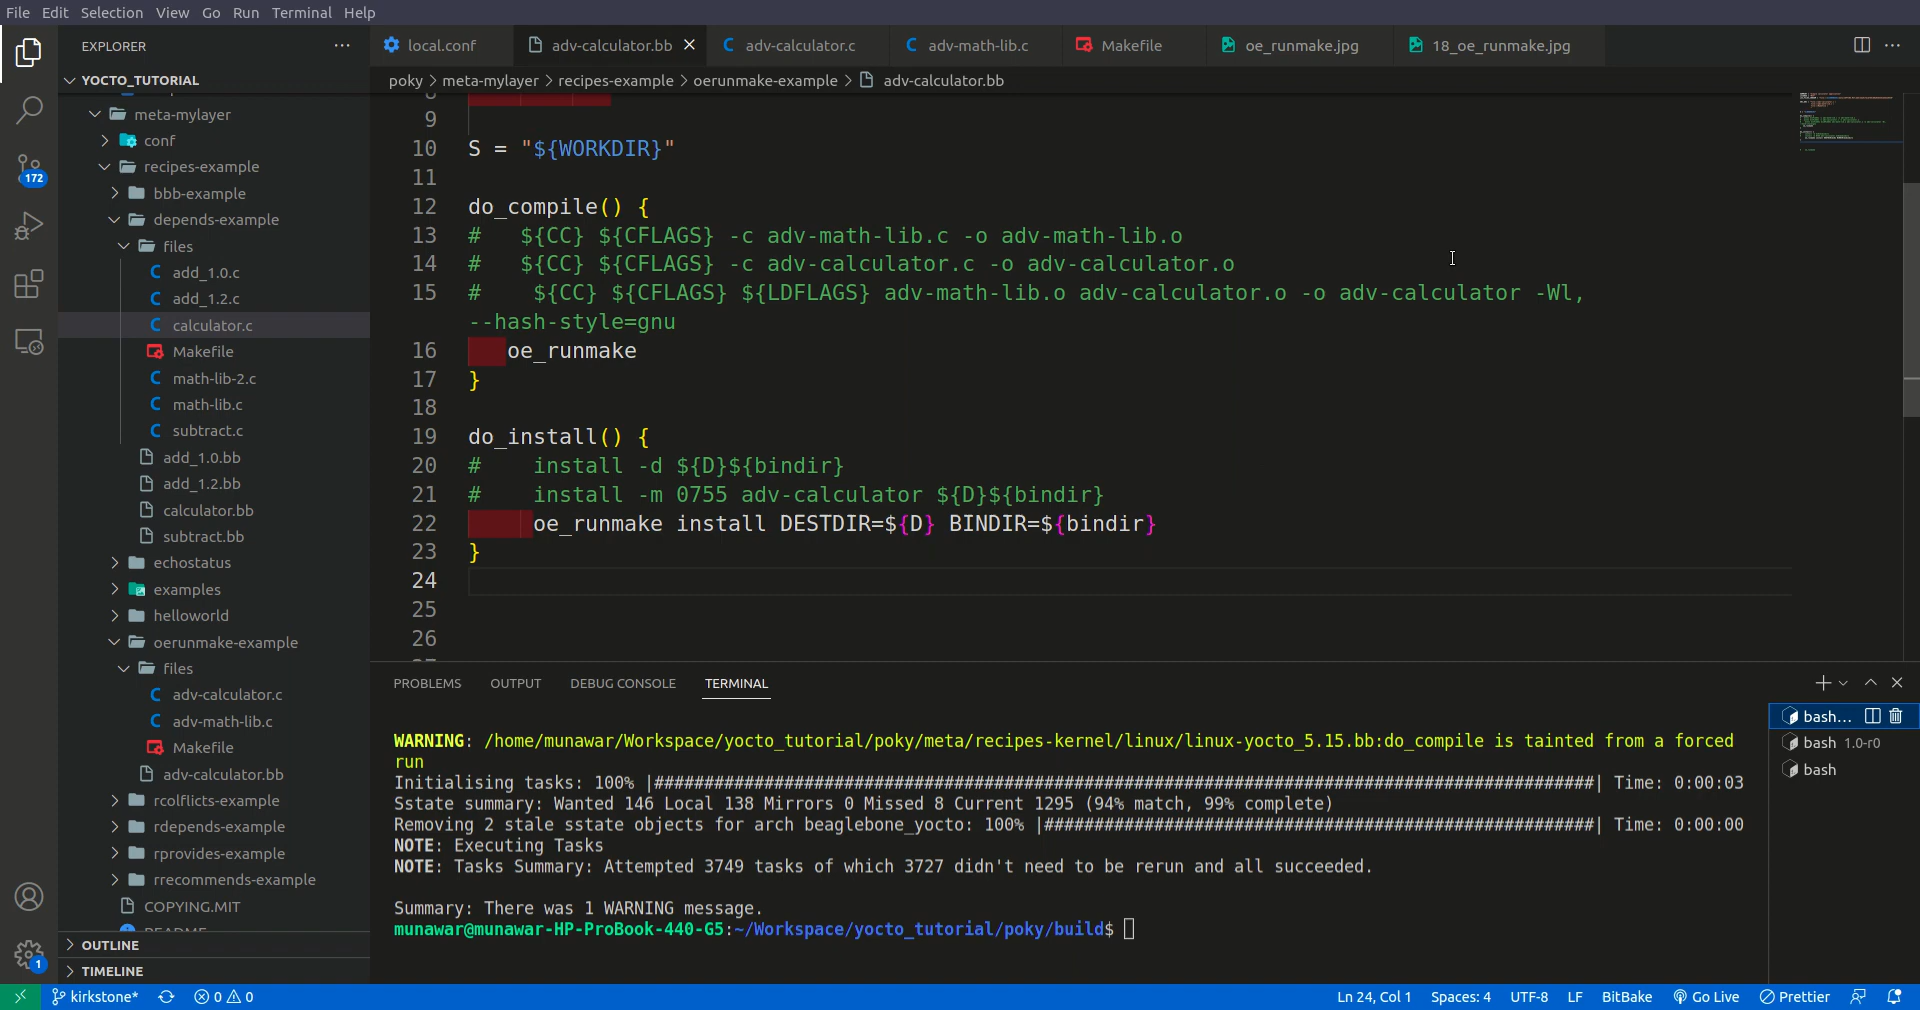 File Edit Selection View Go Run Terminal Help
EXPLORER
local.conf
adv-calculator.bb
adv-calculator.c
adv-math-lib.c
Makefile
oe_runmake.jpg
18_oe_runmake.jpg
YOCTO_TUTORIAL
poky > meta-mylayer > recipes-example > oerunmake-example > adv-calculator.bb
meta-mylayer
conf
recipes-example
bbb-example
depends-example
files
add_1.0.c
add_1.2.c
calculator.c
Makefile
math-lib-2.c
math-lib.c
subtract.c
add_1.0.bb
add_1.2.bb
calculator.bb
subtract.bb
echostatus
examples
helloworld
oerunmake-example
files
adv-calculator.c
adv-math-lib.c
Makefile
adv-calculator.bb
rcolflicts-example
rdepends-example
rprovides-example
rrecommends-example
COPYING.MIT
README
OUTLINE
TIMELINE
172
1
8
9
10 S = "${WORKDIR}"
11
12 do_compile() {
13 #   ${CC} ${CFLAGS} -c adv-math-lib.c -o adv-math-lib.o
14 #   ${CC} ${CFLAGS} -c adv-calculator.c -o adv-calculator.o
15 #    ${CC} ${CFLAGS} ${LDFLAGS} adv-math-lib.o adv-calculator.o -o adv-calculator -Wl,
--hash-style=gnu
16    oe_runmake
17 }
18
19 do_install() {
20 #    install -d ${D}${bindir}
21 #    install -m 0755 adv-calculator ${D}${bindir}
22      oe_runmake install DESTDIR=${D} BINDIR=${bindir}
23 }
24
25
26
27
PROBLEMS OUTPUT DEBUG CONSOLE TERMINAL
WARNING: /home/munawar/Workspace/yocto_tutorial/poky/meta/recipes-kernel/linux/linux-yocto_5.15.bb:do_compile is tainted from a forced
run
Initialising tasks: 100% |##############################################################################################| Time: 0:00:03
Sstate summary: Wanted 146 Local 138 Mirrors 0 Missed 8 Current 1295 (94% match, 99% complete)
Removing 2 stale sstate objects for arch beaglebone_yocto: 100% |#######################################################| Time: 0:00:00
NOTE: Executing Tasks
NOTE: Tasks Summary: Attempted 3749 tasks of which 3727 didn't need to be rerun and all succeeded.
Summary: There was 1 WARNING message.
munawar@munawar-HP-ProBook-440-G5:~/Workspace/yocto_tutorial/poky/build$
bash...
bash 1.0-r0
bash
kirkstone* 0 0 Ln 24, Col 1 Spaces: 4 UTF-8 LF BitBake Go Live Prettier